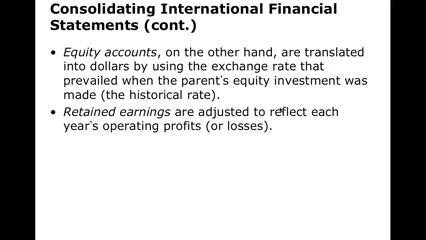 Consolidating International Financial
Statements (cont.)
• Equity accounts, on the other hand, are translated
into dollars by using the exchange rate that
prevailed when the parent's equity investment was
made (the historical rate).
• Retained earnings are adjusted to reflect each
year's operating profits (or losses).